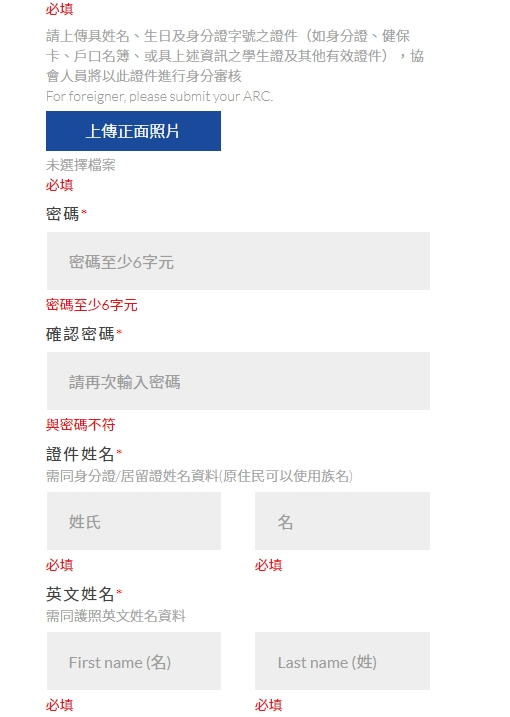 必填
請上傳具姓名、生日及身分證字號之證件（如身分證、健保
卡、戶口名簿、或具上述資訊之學生證及其他有效證件），協
會人員將以此證件進行身分審核
For foreigner, please submit your ARC.
上傳正面照片
未選擇檔案
必填
密碼*
密碼至少6字元
密碼至少6字元
確認密碼*
請再次輸入密碼
與密碼不符
證件姓名*
需同身分證/居留證姓名資料(原住民可以使用族名)
姓氏 名
必填 必填
英文姓名*
需同護照英文姓名資料
First name (名) Last name (姓)
必填 必填